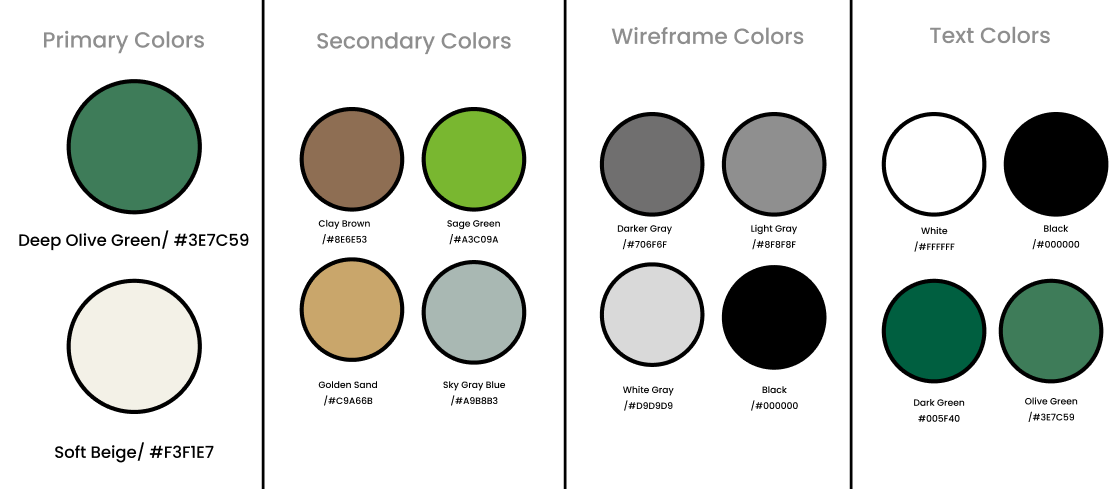 Primary Colors
Deep Olive Green/ #3E7C59
Soft Beige/ #F3F1E7
Secondary Colors
Clay Brown
/#8E6E53
Sage Green
/#A3C09A
Golden Sand
/#C9A66B
Sky Gray Blue
/#A9B8B3
Wireframe Colors
Darker Gray
/#706F6F
Light Gray
/#8F8F8F
White Gray
/#D9D9D9
Black
/#000000
Text Colors
White
/#FFFFFF
Black
/#000000
Dark Green
#005F40
Olive Green
/#3E7C59